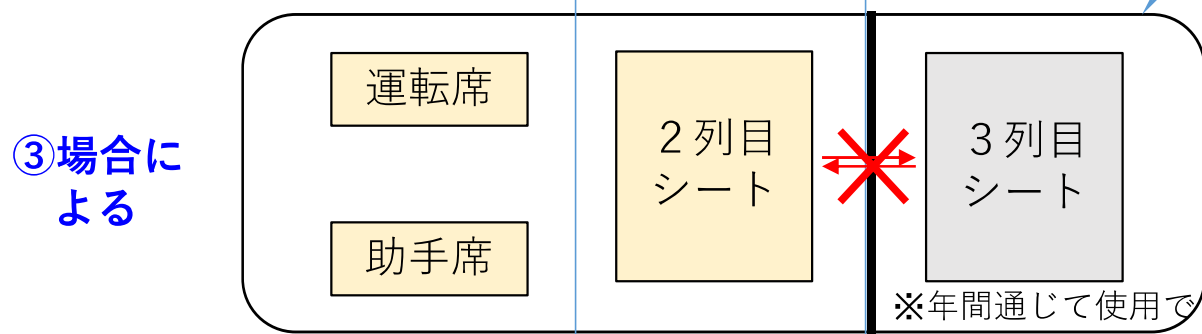 ③場合に
よる
運転席
助手席
２列目
シート
３列目
シート
※年間通じて使用で